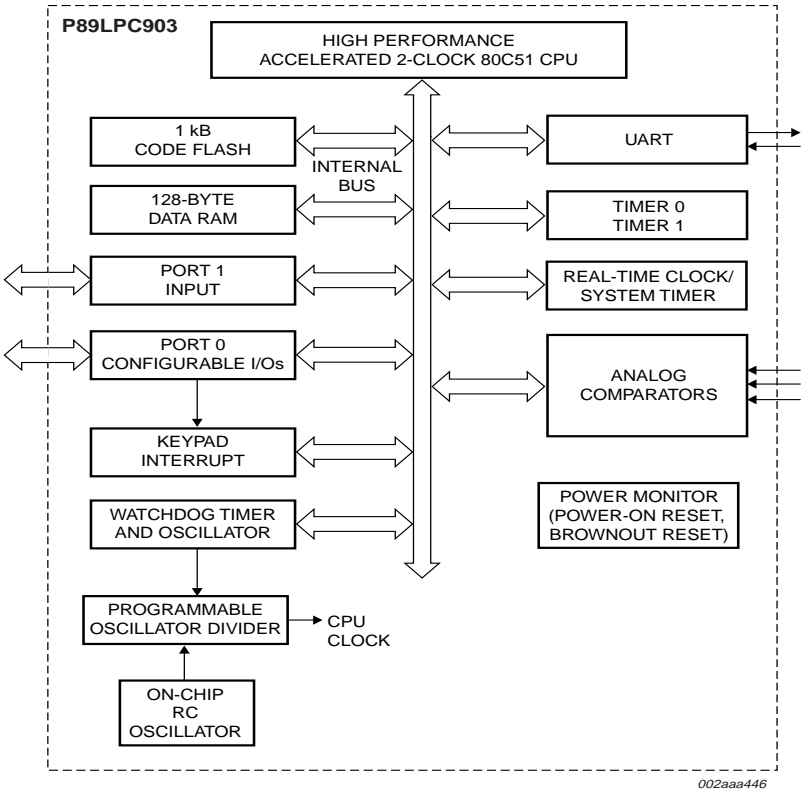 P89LPC903
HIGH PERFORMANCE
ACCELERATED 2-CLOCK 80C51 CPU
1 kB
CODE FLASH
UART
INTERNAL
BUS
128-BYTE
DATA RAM
TIMER 0
TIMER 1
PORT 1
INPUT
REAL-TIME CLOCK/
SYSTEM TIMER
PORT 0
CONFIGURABLE I/Os
ANALOG
COMPARATORS
KEYPAD
INTERRUPT
POWER MONITOR
(POWER-ON RESET,
BROWNOUT RESET)
WATCHDOG TIMER
AND OSCILLATOR
PROGRAMMABLE
OSCILLATOR DIVIDER
CPU
CLOCK
ON-CHIP
RC
OSCILLATOR
002aaa446